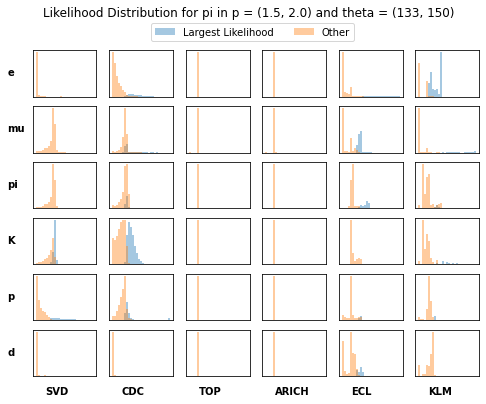 Likelihood Distribution for pi in p = (1.5, 2.0) and theta = (133, 150)
Largest Likelihood Other
e
mu
pi
K
p
d
SVD CDC TOP ARICH ECL KLM